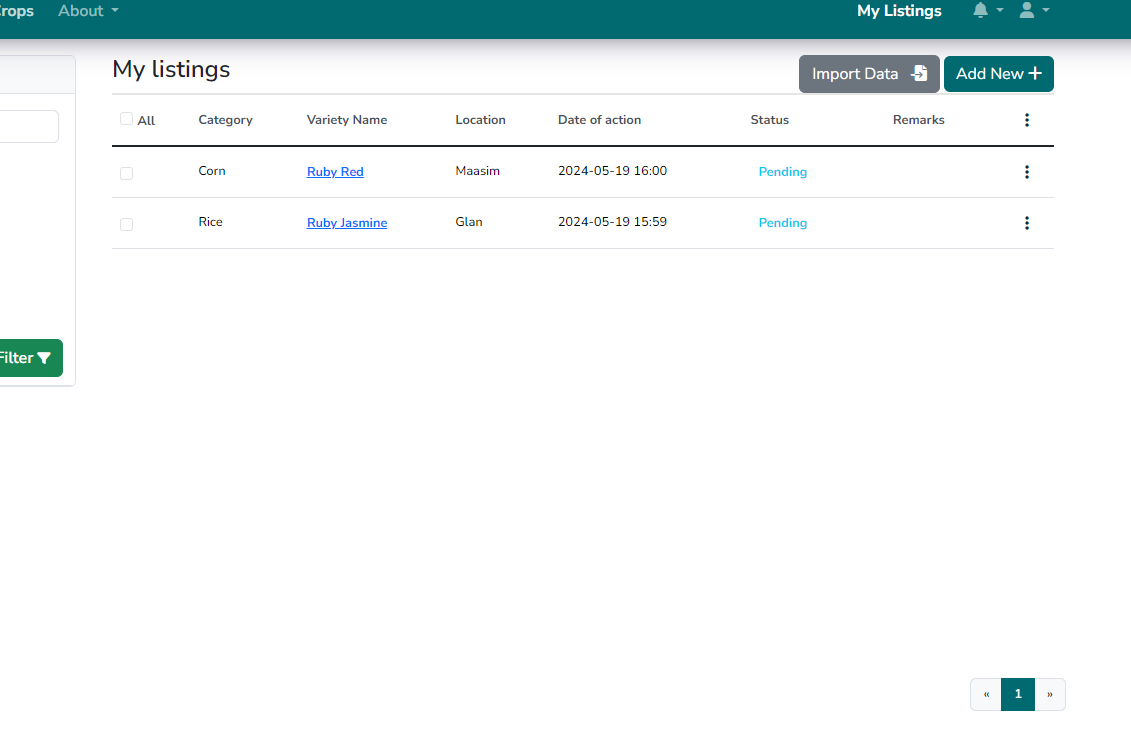 rops About My Listings
My listings
Import Data Add New
All Category Variety Name Location Date of action Status Remarks
Corn Ruby Red Maasim 2024-05-19 16:00 Pending
Rice Ruby Jasmine Glan 2024-05-19 15:59 Pending
Filter
« 1 »